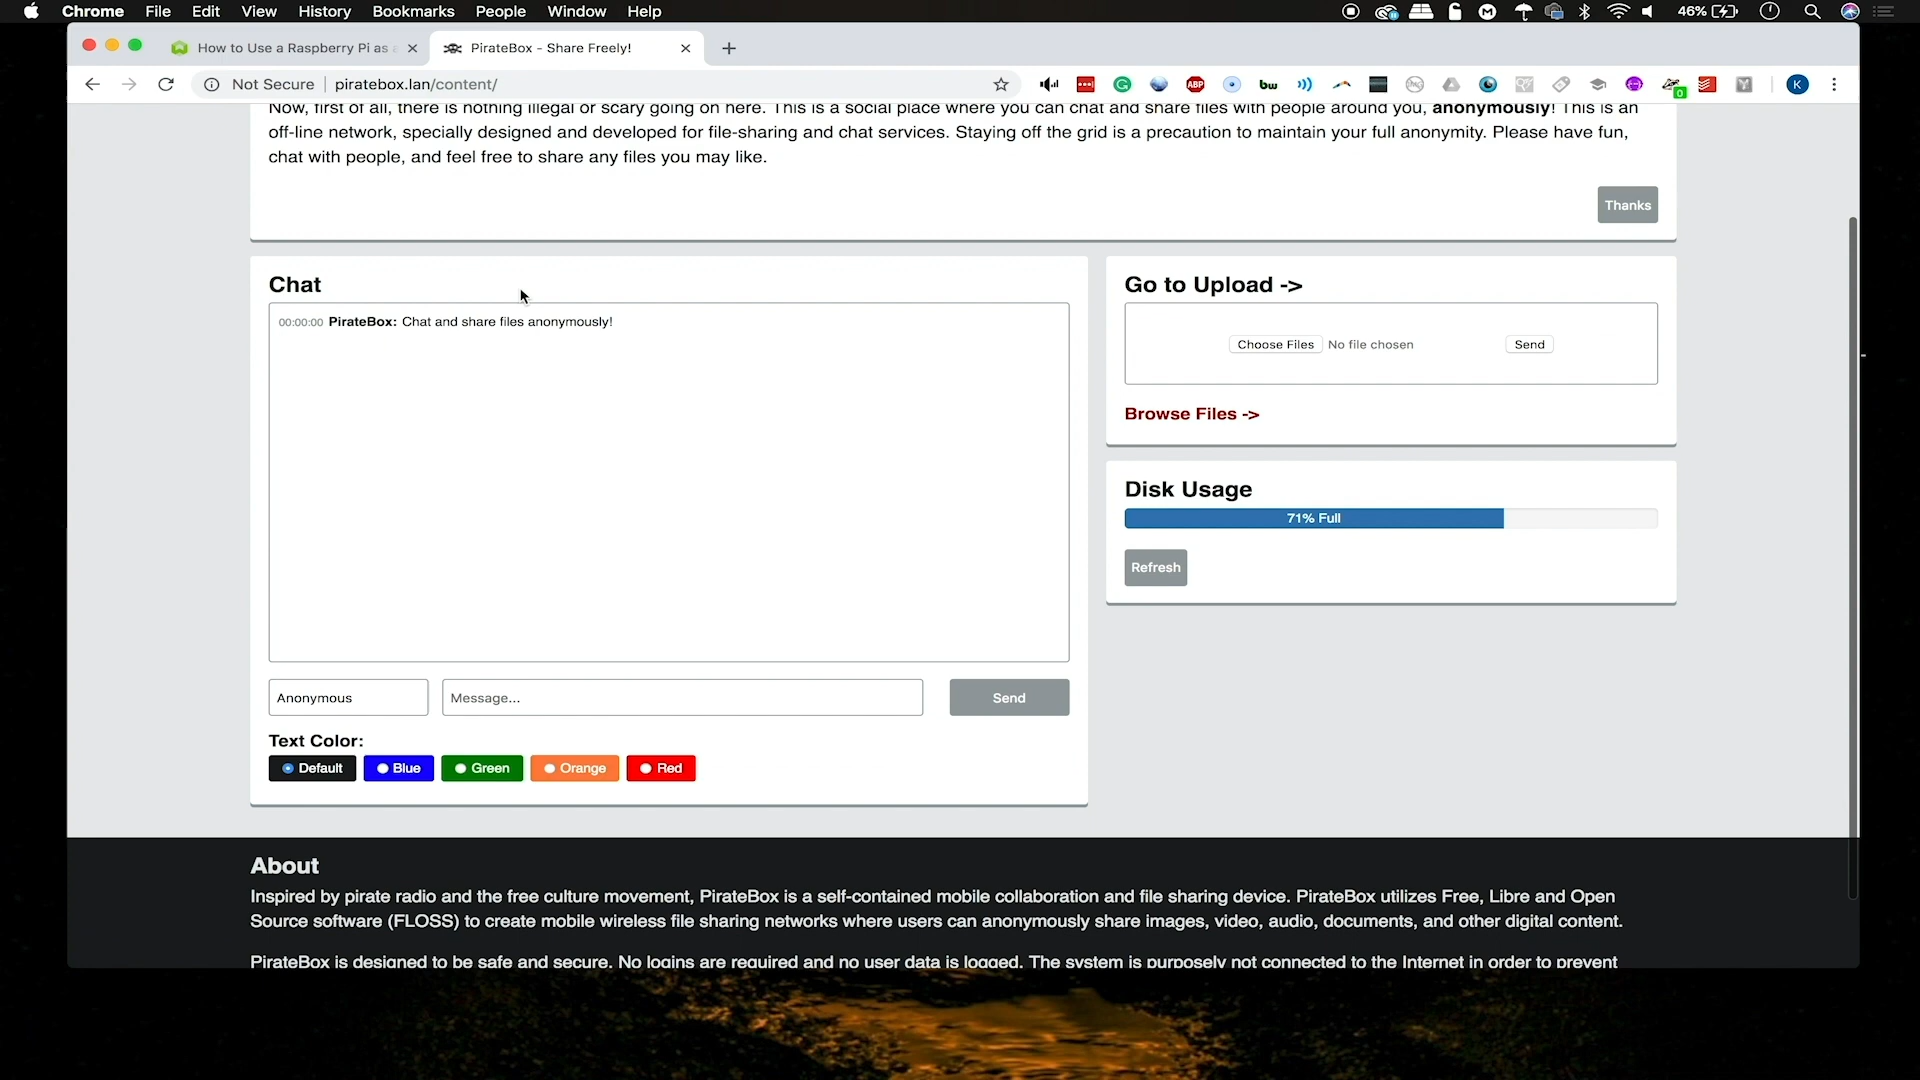 Chrome File Edit View History Bookmarks People Window Help 46%
How to Use a Raspberry Pi as
PirateBox - Share Freely!
Not Secure piratebox.lan/content/
ABP bw 0 K
Now, first of all, there is nothing illegal or scary going on here. This is a social place where you can chat and share files with people around you, anonymously! This is an
off-line network, specially designed and developed for file-sharing and chat services. Staying off the grid is a precaution to maintain your full anonymity. Please have fun,
chat with people, and feel free to share any files you may like.
Thanks
Chat
00:00:00 PirateBox: Chat and share files anonymously!
Anonymous Message... Send
Text Color:
Default Blue Green Orange Red
Go to Upload ->
Choose Files No file chosen Send
Browse Files ->
Disk Usage
71% Full
Refresh
About
Inspired by pirate radio and the free culture movement, PirateBox is a self-contained mobile collaboration and file sharing device. PirateBox utilizes Free, Libre and Open
Source software (FLOSS) to create mobile wireless file sharing networks where users can anonymously share images, video, audio, documents, and other digital content.
PirateBox is designed to be safe and secure. No logins are required and no user data is logged. The system is purposely not connected to the Internet in order to prevent